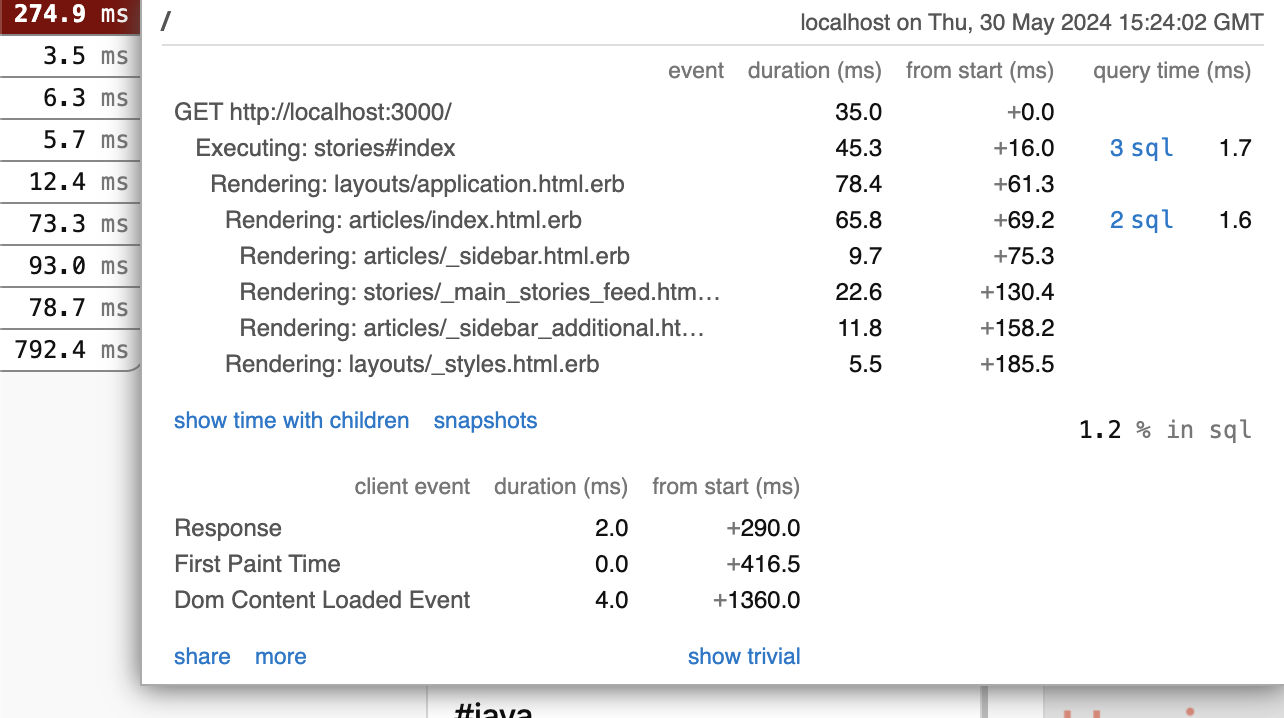 274.9 ms
3.5 ms
6.3 ms
5.7 ms
12.4 ms
73.3 ms
93.0 ms
78.7 ms
792.4 ms
/ localhost on Thu, 30 May 2024 15:24:02 GMT
event duration (ms) from start (ms) query time (ms)
GET http://localhost:3000/ 35.0 +0.0
Executing: stories#index 45.3 +16.0 3 sql 1.7
Rendering: layouts/application.html.erb 78.4 +61.3
Rendering: articles/index.html.erb 65.8 +69.2 2 sql 1.6
Rendering: articles/_sidebar.html.erb 9.7 +75.3
Rendering: stories/_main_stories_feed.htm… 22.6 +130.4
Rendering: articles/_sidebar_additional.ht… 11.8 +158.2
Rendering: layouts/_styles.html.erb 5.5 +185.5
show time with children snapshots
1.2 % in sql
client event duration (ms) from start (ms)
Response 2.0 +290.0
First Paint Time 0.0 +416.5
Dom Content Loaded Event 4.0 +1360.0
share more show trivial
#java